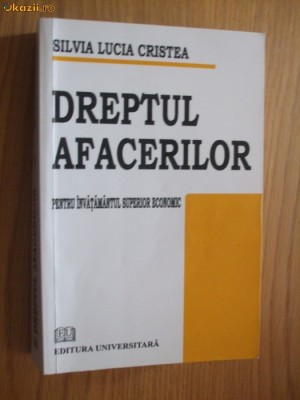 okazii.ro
SILVIA LUCIA CRISTEA
DREPTUL
AFACERILOR
PENTRU ÎNVĂȚĂMÂNTUL SUPERIOR ECONOMIC
EDITURA UNIVERSITARĂ